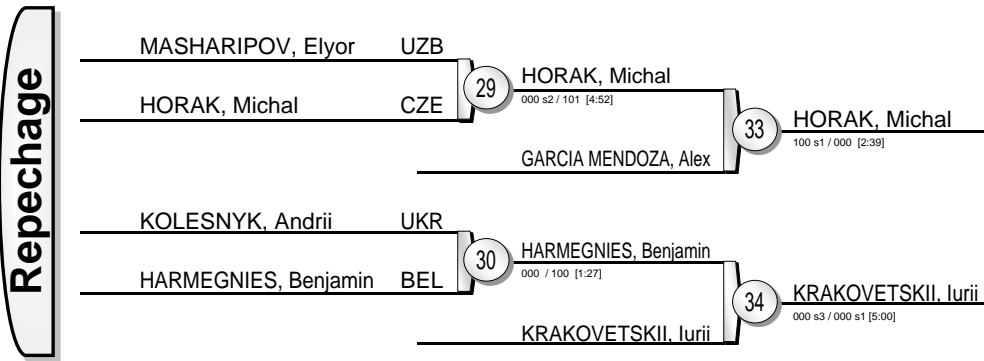 Repechage
MASHARIPOV, Elyor UZB
HORAK, Michal CZE
29
HORAK, Michal
000 s2 / 101 [4:52]
GARCIA MENDOZA, Alex
33
HORAK, Michal
100 s1 / 000 [2:39]
KOLESNYK, Andrii UKR
HARMEGNIES, Benjamin BEL
30
HARMEGNIES, Benjamin
000 / 100 [1:27]
KRAKOVETSKII, Iurii
34
KRAKOVETSKII, Iurii
000 s3 / 000 s1 [5:00]